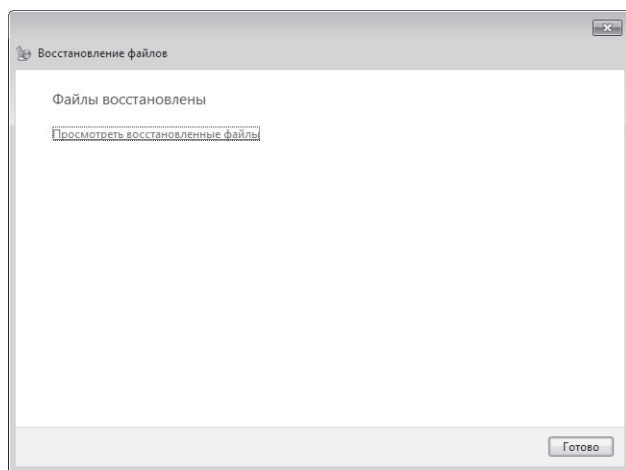 Восстановление файлов
Файлы восстановлены
Просмотреть восстановленные файлы
Готово